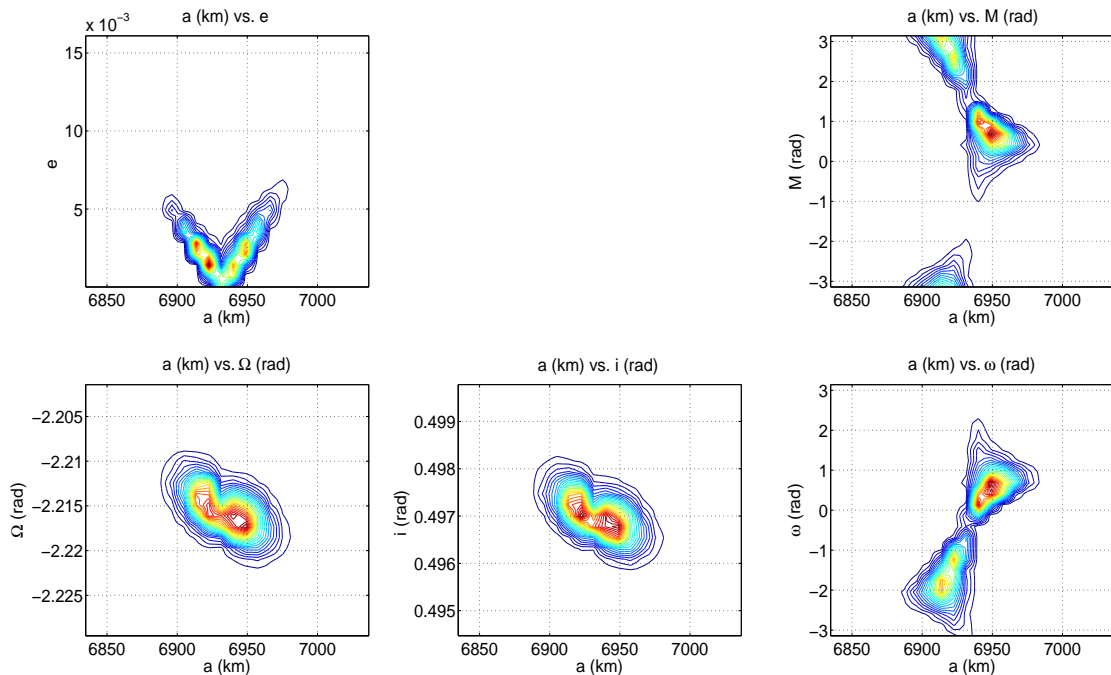 a (km) vs. e
x 10⁻³
15
10
5
e
6850 6900 6950 7000
a (km)
a (km) vs. M (rad)
3
2
1
0
−1
−2
−3
M (rad)
6850 6900 6950 7000
a (km)
a (km) vs. Ω (rad)
−2.205
−2.21
−2.215
−2.22
−2.225
Ω (rad)
6850 6900 6950 7000
a (km)
a (km) vs. i (rad)
0.499
0.498
0.497
0.496
0.495
i (rad)
6850 6900 6950 7000
a (km)
a (km) vs. ω (rad)
3
2
1
0
−1
−2
−3
ω (rad)
6850 6900 6950 7000
a (km)